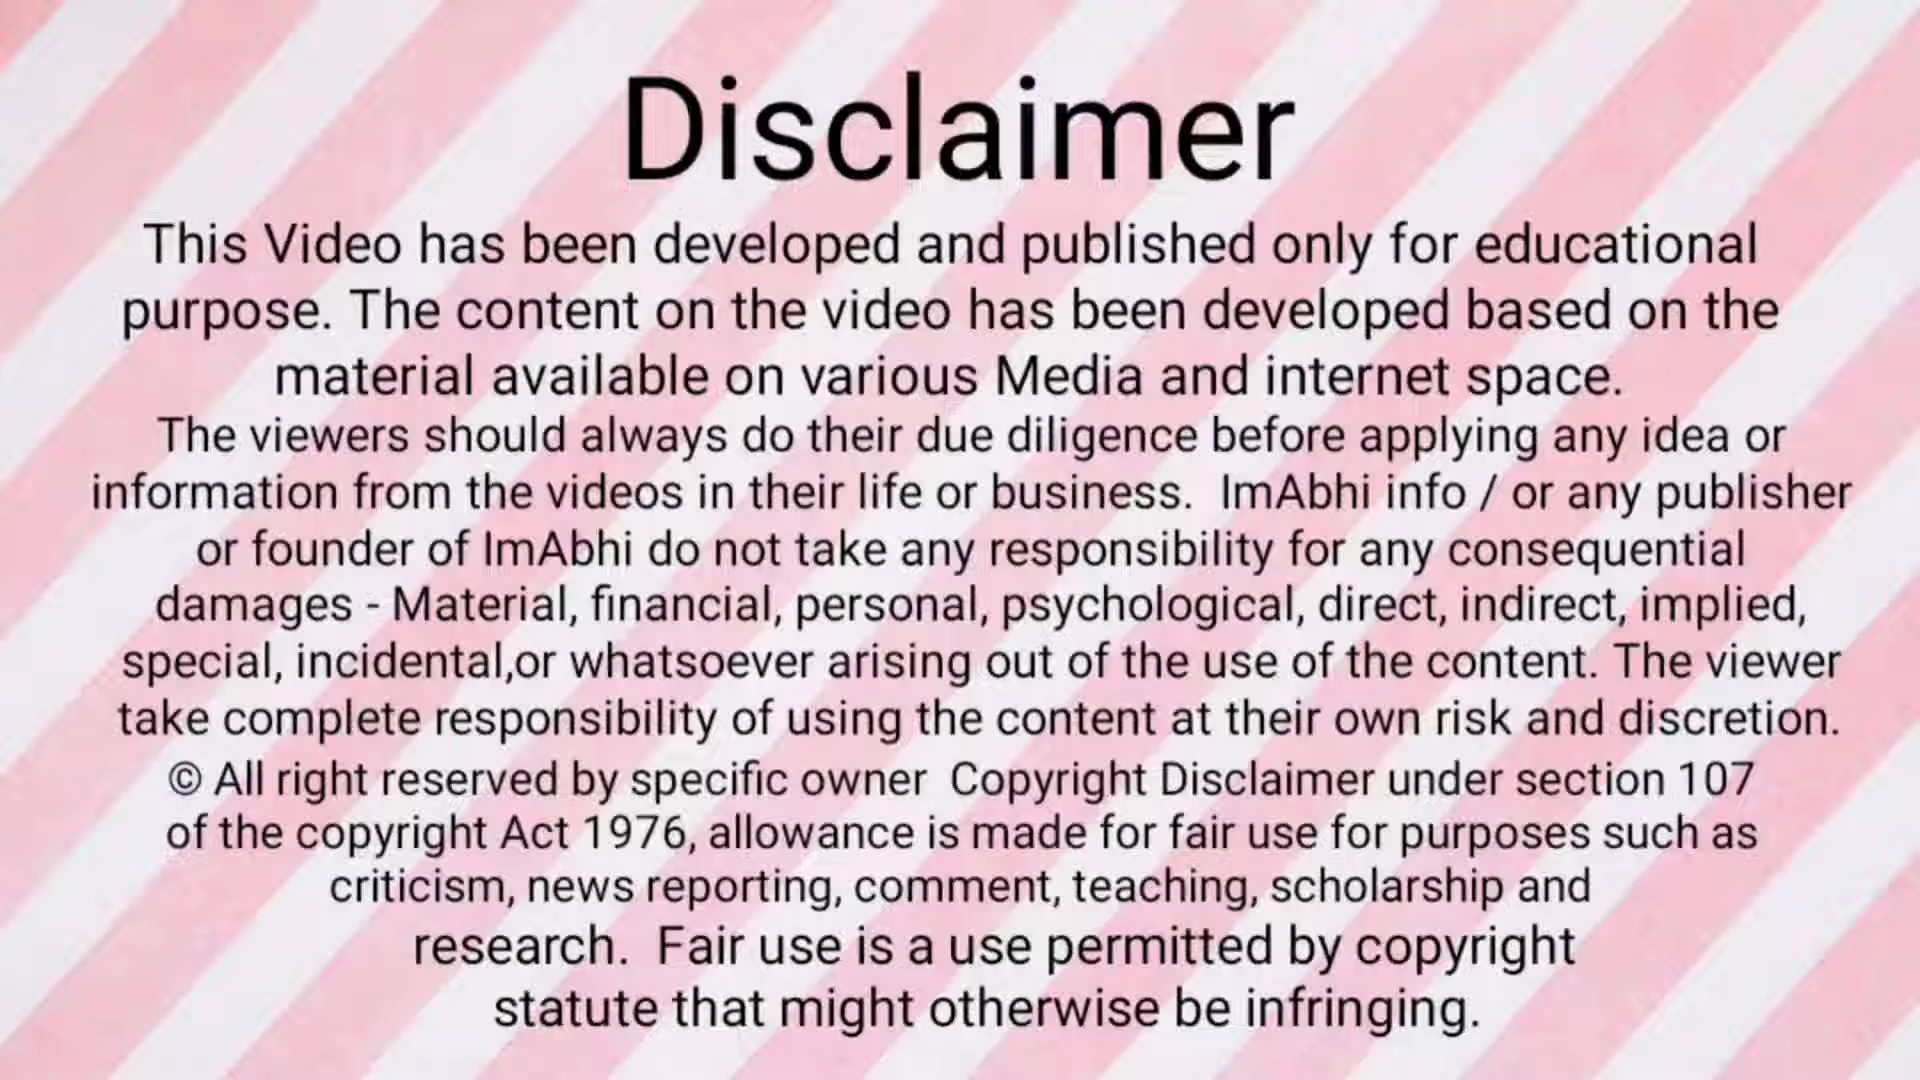 Disclaimer
This Video has been developed and published only for educational
purpose. The content on the video has been developed based on the
material available on various Media and internet space.
The viewers should always do their due diligence before applying any idea or
information from the videos in their life or business.  ImAbhi info / or any publisher
or founder of ImAbhi do not take any responsibility for any consequential
damages - Material, financial, personal, psychological, direct, indirect, implied,
special, incidental,or whatsoever arising out of the use of the content. The viewer
take complete responsibility of using the content at their own risk and discretion.
© All right reserved by specific owner  Copyright Disclaimer under section 107
of the copyright Act 1976, allowance is made for fair use for purposes such as
criticism, news reporting, comment, teaching, scholarship and
research.  Fair use is a use permitted by copyright
statute that might otherwise be infringing.